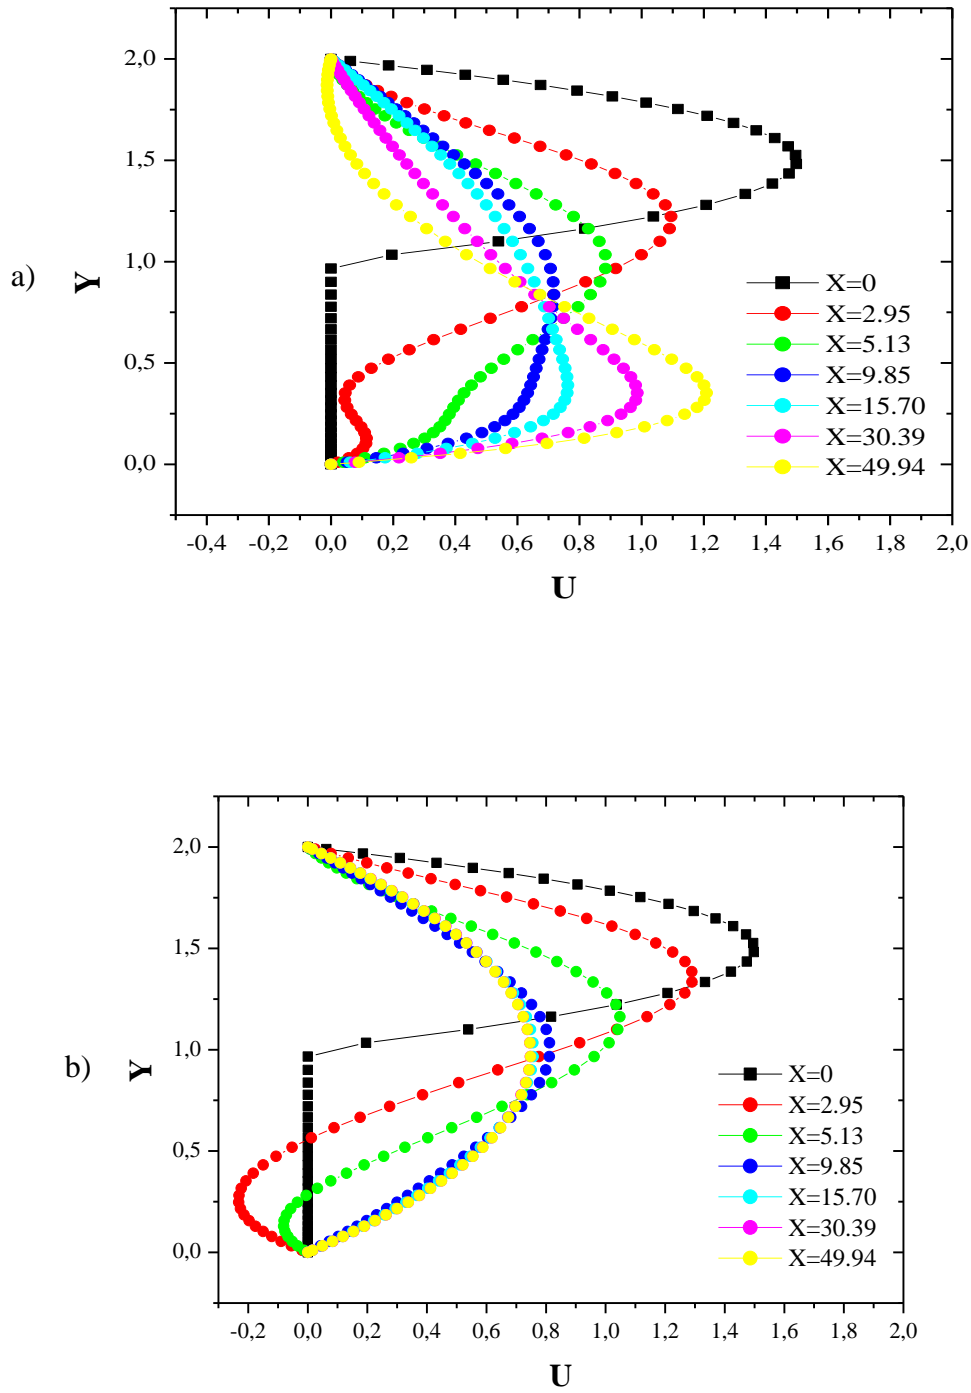 a)
Y
2,0
1,5
1,0
0,5
0,0
-0,4
-0,2
0,0
0,2
0,4
0,6
0,8
1,0
1,2
1,4
1,6
1,8
2,0
U
X=0
X=2.95
X=5.13
X=9.85
X=15.70
X=30.39
X=49.94
b)
Y
2,0
1,5
1,0
0,5
0,0
-0,2
0,0
0,2
0,4
0,6
0,8
1,0
1,2
1,4
1,6
1,8
2,0
U
X=0
X=2.95
X=5.13
X=9.85
X=15.70
X=30.39
X=49.94